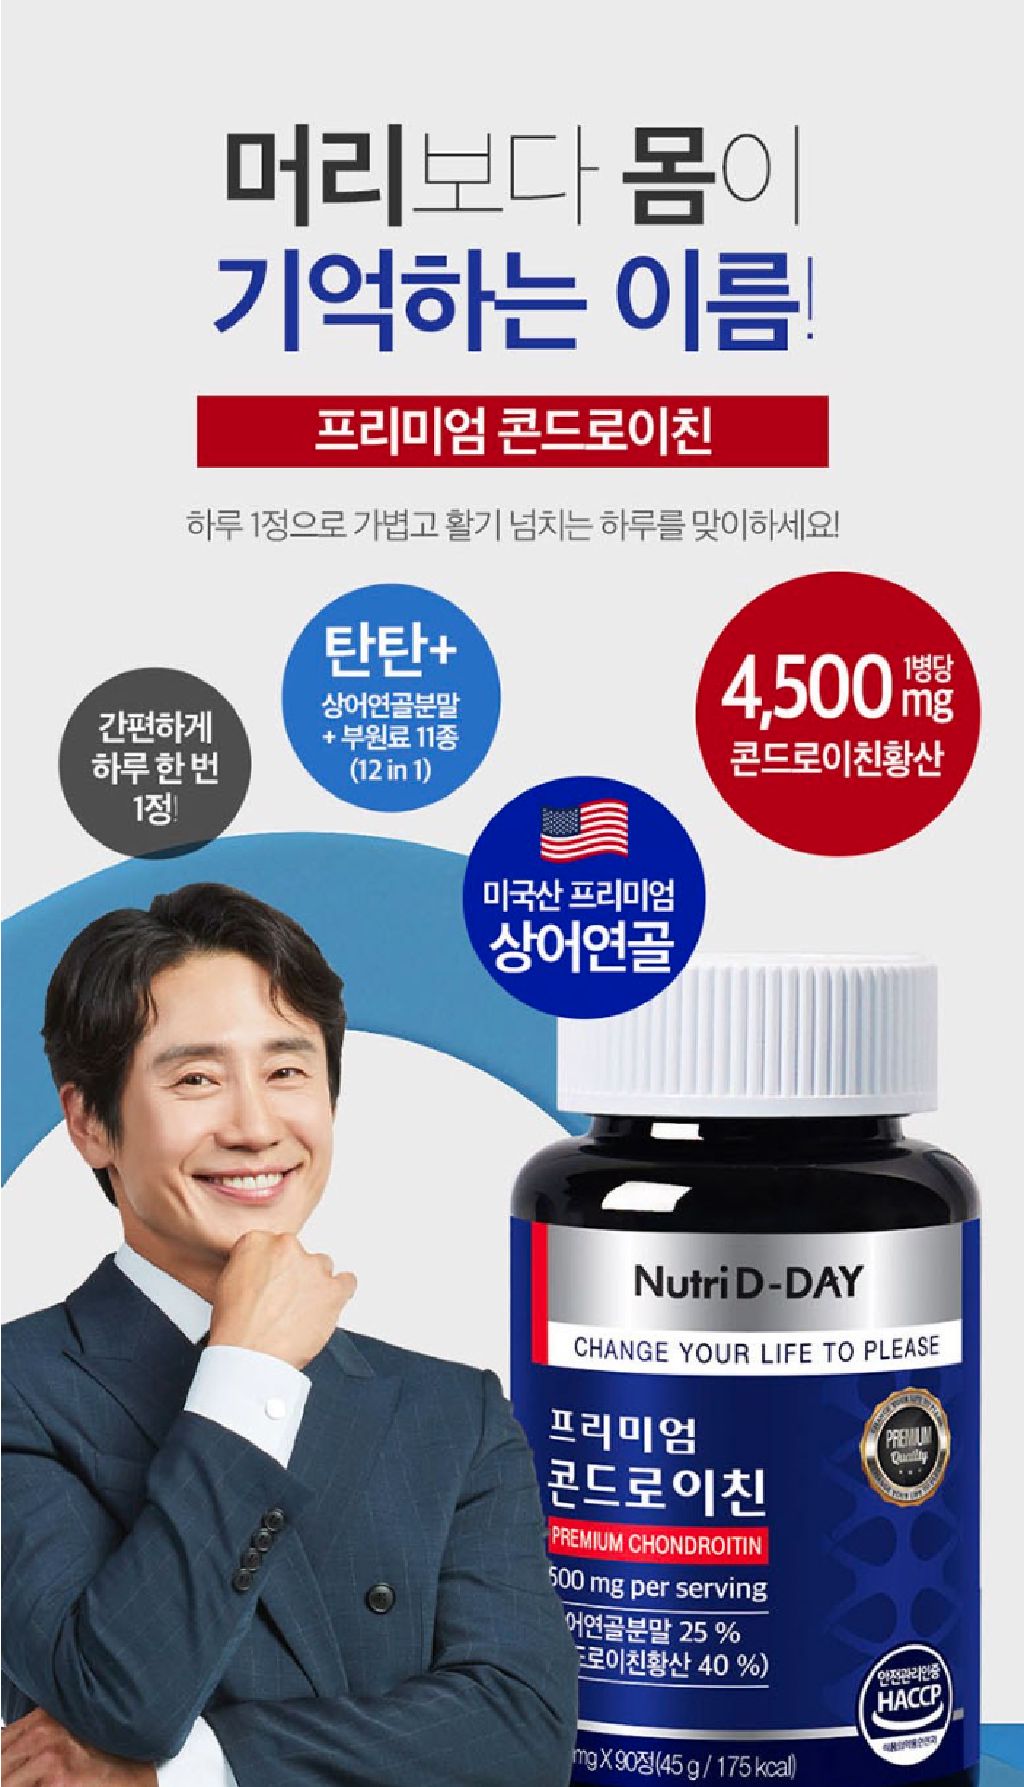 머리보다 몸이
기억하는 이름!
프리미엄 콘드로이친
하루 1정으로 가볍고 활기 넘치는 하루를 맞이하세요!
탄탄+
상어연골분말
+ 부원료 11종
(12 in 1)
4,500 1병당 mg
콘드로이친황산
간편하게
하루 한 번
1정!
미국산 프리미엄
상어연골
Nutri D-DAY
CHANGE YOUR LIFE TO PLEASE
프리미엄
콘드로이친
PREMIUM
Quality
PREMIUM CHONDROITIN
500 mg per serving
어연골분말 25 %
드로이친황산 40 %)
안전관리인증
HACCP
mg X 90정(45 g / 175 kcal)